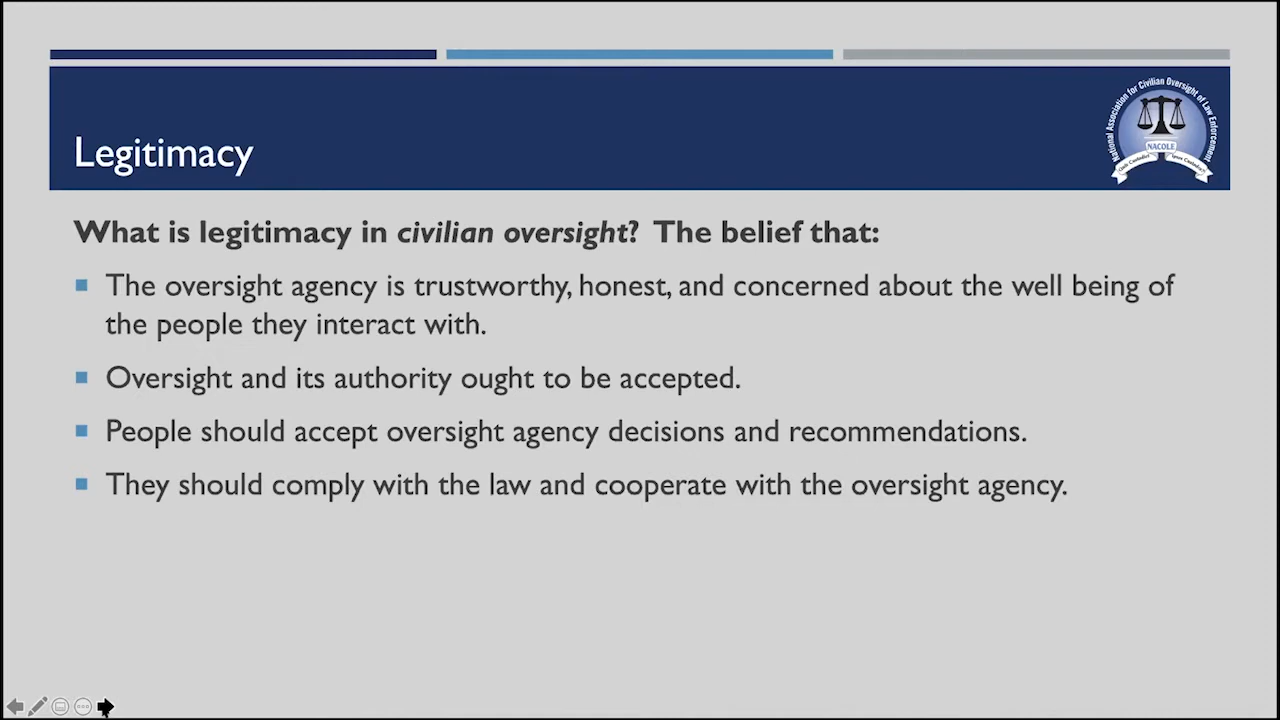 Legitimacy
National Association for Civilian Oversight of Law Enforcement
NACOLE
What is legitimacy in civilian oversight? The belief that:
The oversight agency is trustworthy, honest, and concerned about the well being of
the people they interact with.
Oversight and its authority ought to be accepted.
People should accept oversight agency decisions and recommendations.
They should comply with the law and cooperate with the oversight agency.